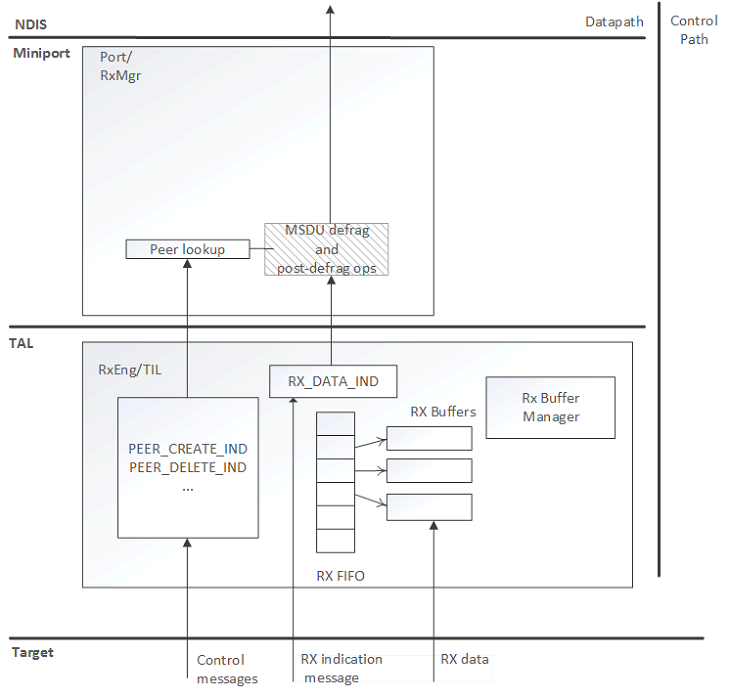 NDIS
Datapath
Control
Path
Miniport
Port/
RxMgr
MSDU defrag
and
post-defrag ops
Peer lookup
TAL
RxEng/TIL
RX_DATA_IND
RX Buffers
Rx Buffer
Manager
PEER_CREATE_IND
PEER_DELETE_IND
...
RX FIFO
Target
Control
messages
RX indication
message
RX data